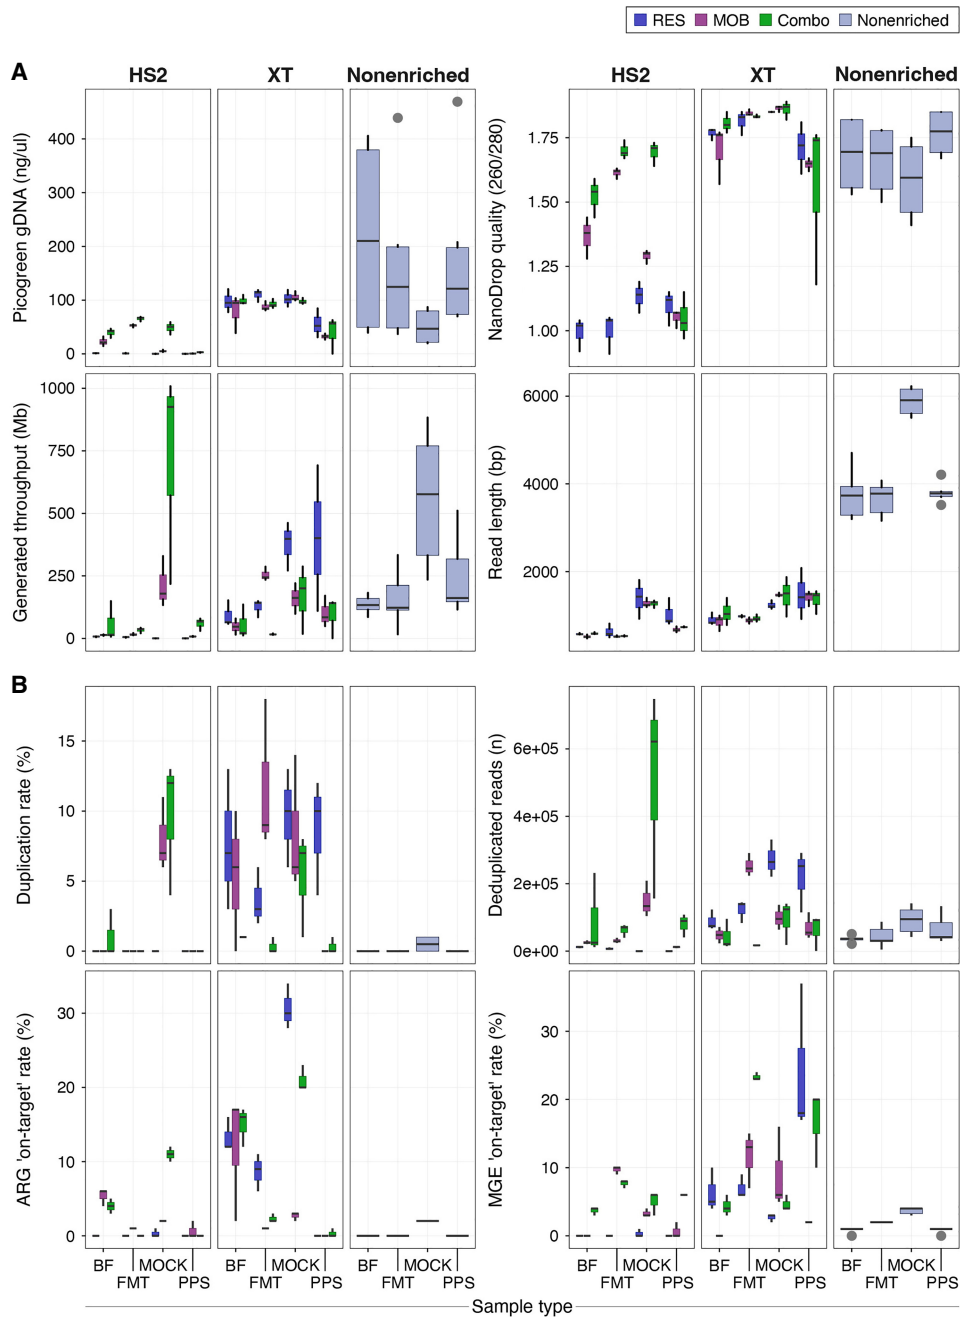 RES MOB Combo Nonenriched
A
HS2 XT Nonenriched HS2 XT Nonenriched
Picogreen gDNA (ng/ul)
400
300
200
100
0
NanoDrop quality (260/280)
1.75
1.50
1.25
1.00
Generated throughput (Mb)
1000
750
500
250
0
Read length (bp)
6000
4000
2000
B
Duplication rate (%)
15
10
5
0
Deduplicated reads (n)
6e+05
4e+05
2e+05
0e+00
ARG 'on-target' rate (%)
30
20
10
0
MGE 'on-target' rate (%)
30
20
10
0
BF MOCK BF MOCK BF MOCK BF MOCK BF MOCK BF MOCK
FMT PPS FMT PPS FMT PPS FMT PPS FMT PPS FMT PPS
Sample type